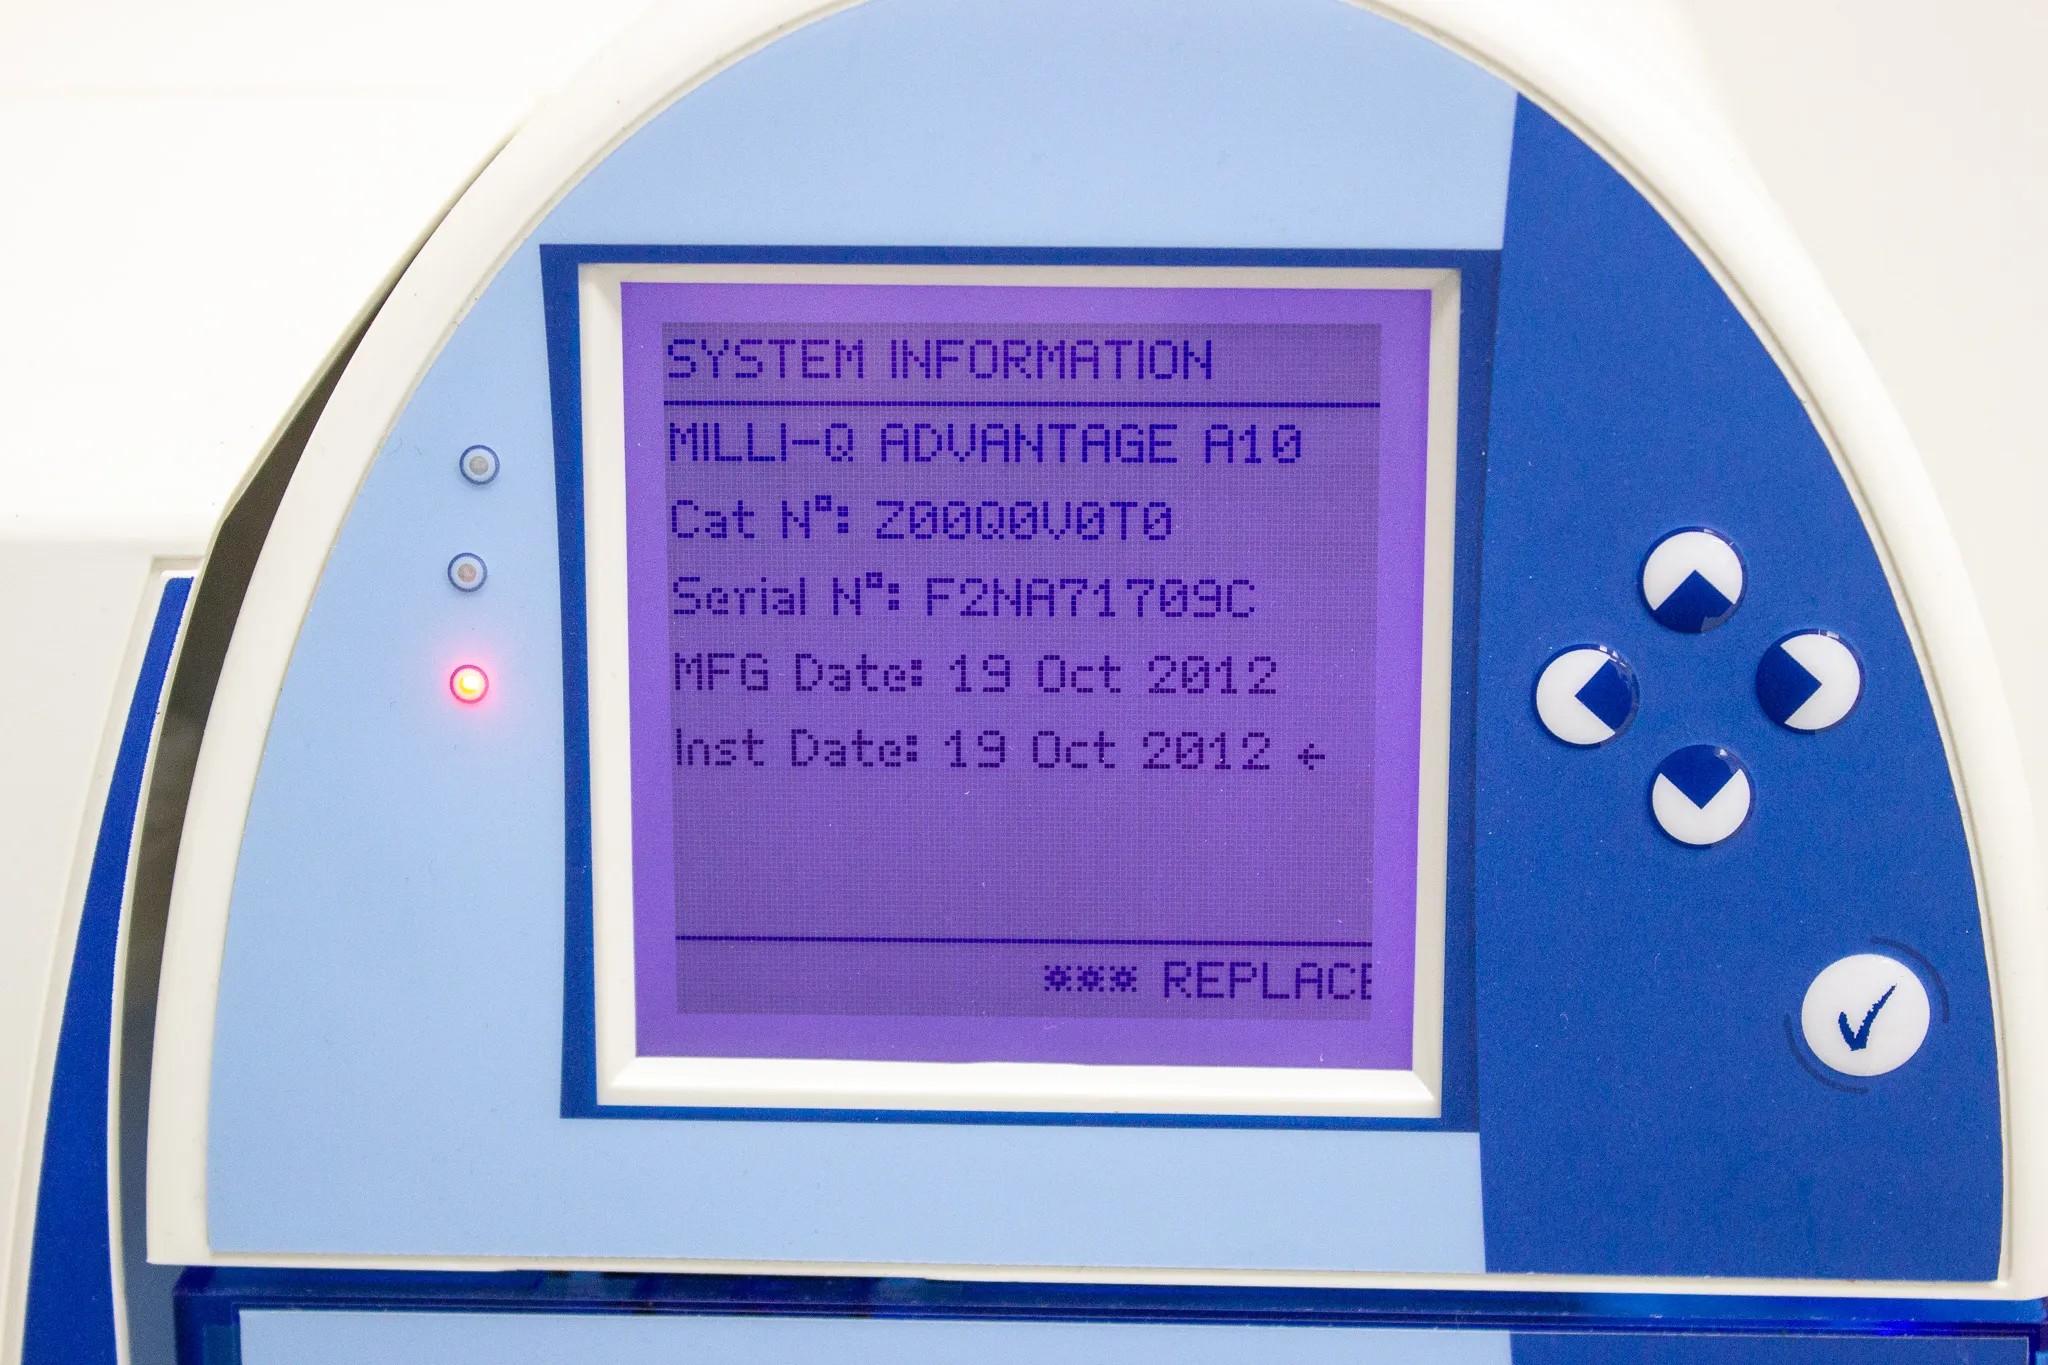 SYSTEM INFORMATION
MILLI-Q ADVANTAGE A10
Cat Nº: Z00Q0V0T0
Serial Nº: F2NA71709C
MFG Date: 19 Oct 2012
Inst Date: 19 Oct 2012 ←
*** REPLACE